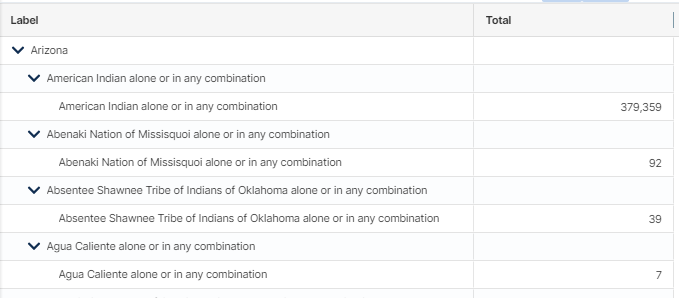 Label Total
Arizona
American Indian alone or in any combination
American Indian alone or in any combination 379,359
Abenaki Nation of Missisquoi alone or in any combination
Abenaki Nation of Missisquoi alone or in any combination 92
Absentee Shawnee Tribe of Indians of Oklahoma alone or in any combination
Absentee Shawnee Tribe of Indians of Oklahoma alone or in any combination 39
Agua Caliente alone or in any combination
Agua Caliente alone or in any combination 7